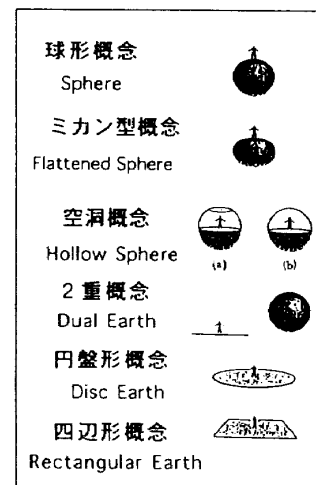 球形概念
Sphere
ミカン型概念
Flattened Sphere
空洞概念
Hollow Sphere
(a) (b)
2重概念
Dual Earth
円盤形概念
Disc Earth
四辺形概念
Rectangular Earth